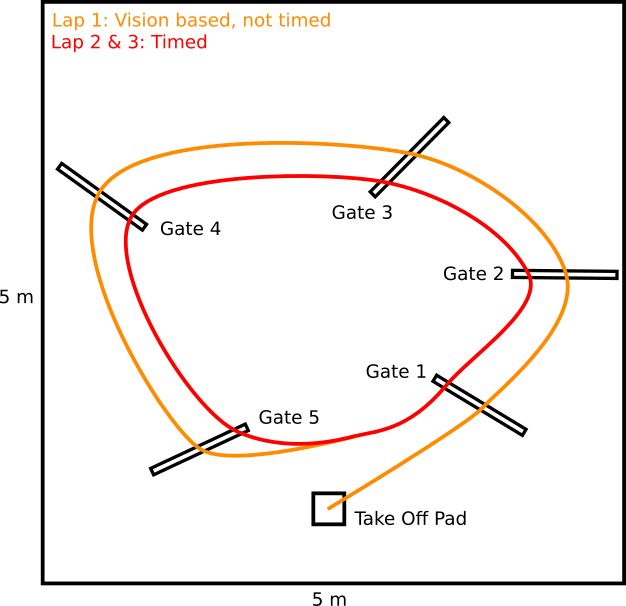 Lap 1: Vision based, not timed
Lap 2 & 3: Timed
Gate 3
Gate 4
Gate 2
5 m
Gate 1
Gate 5
Take Off Pad
5 m